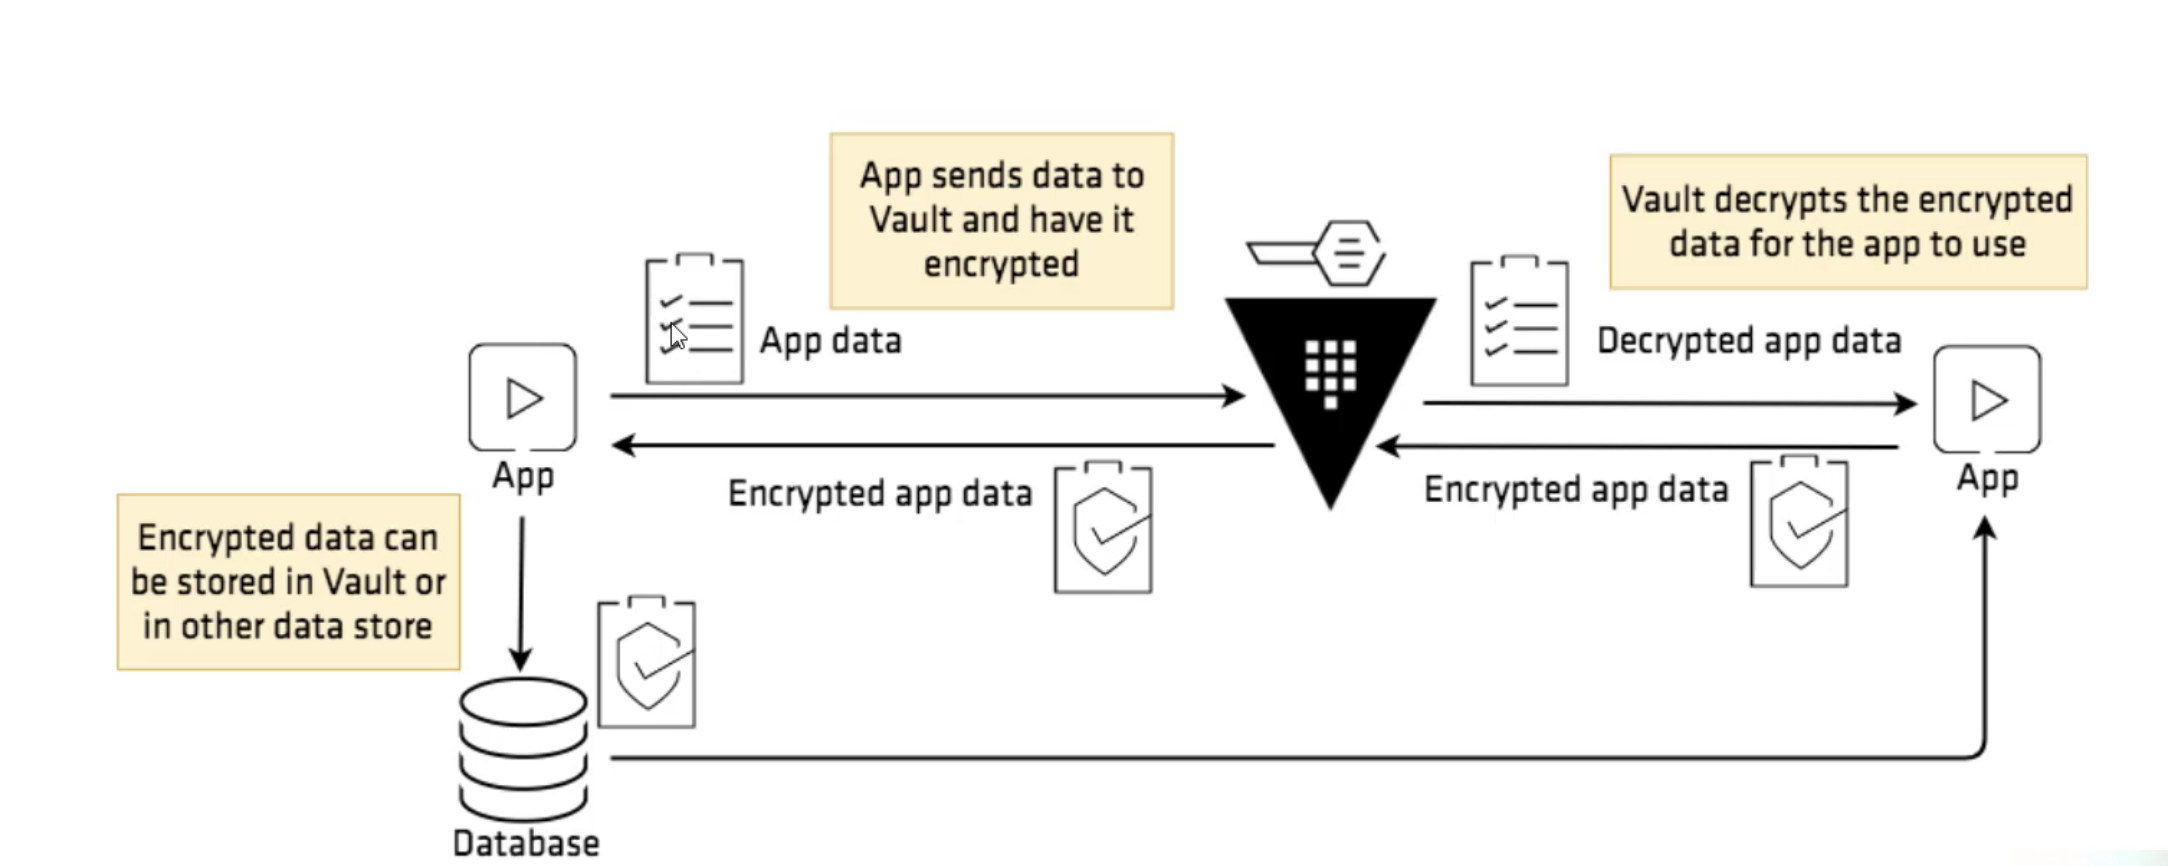 App sends data to
Vault and have it
encrypted
Vault decrypts the encrypted
data for the app to use
App data
Decrypted app data
App
Encrypted app data
Encrypted app data
App
Encrypted data can
be stored in Vault or
in other data store
Database